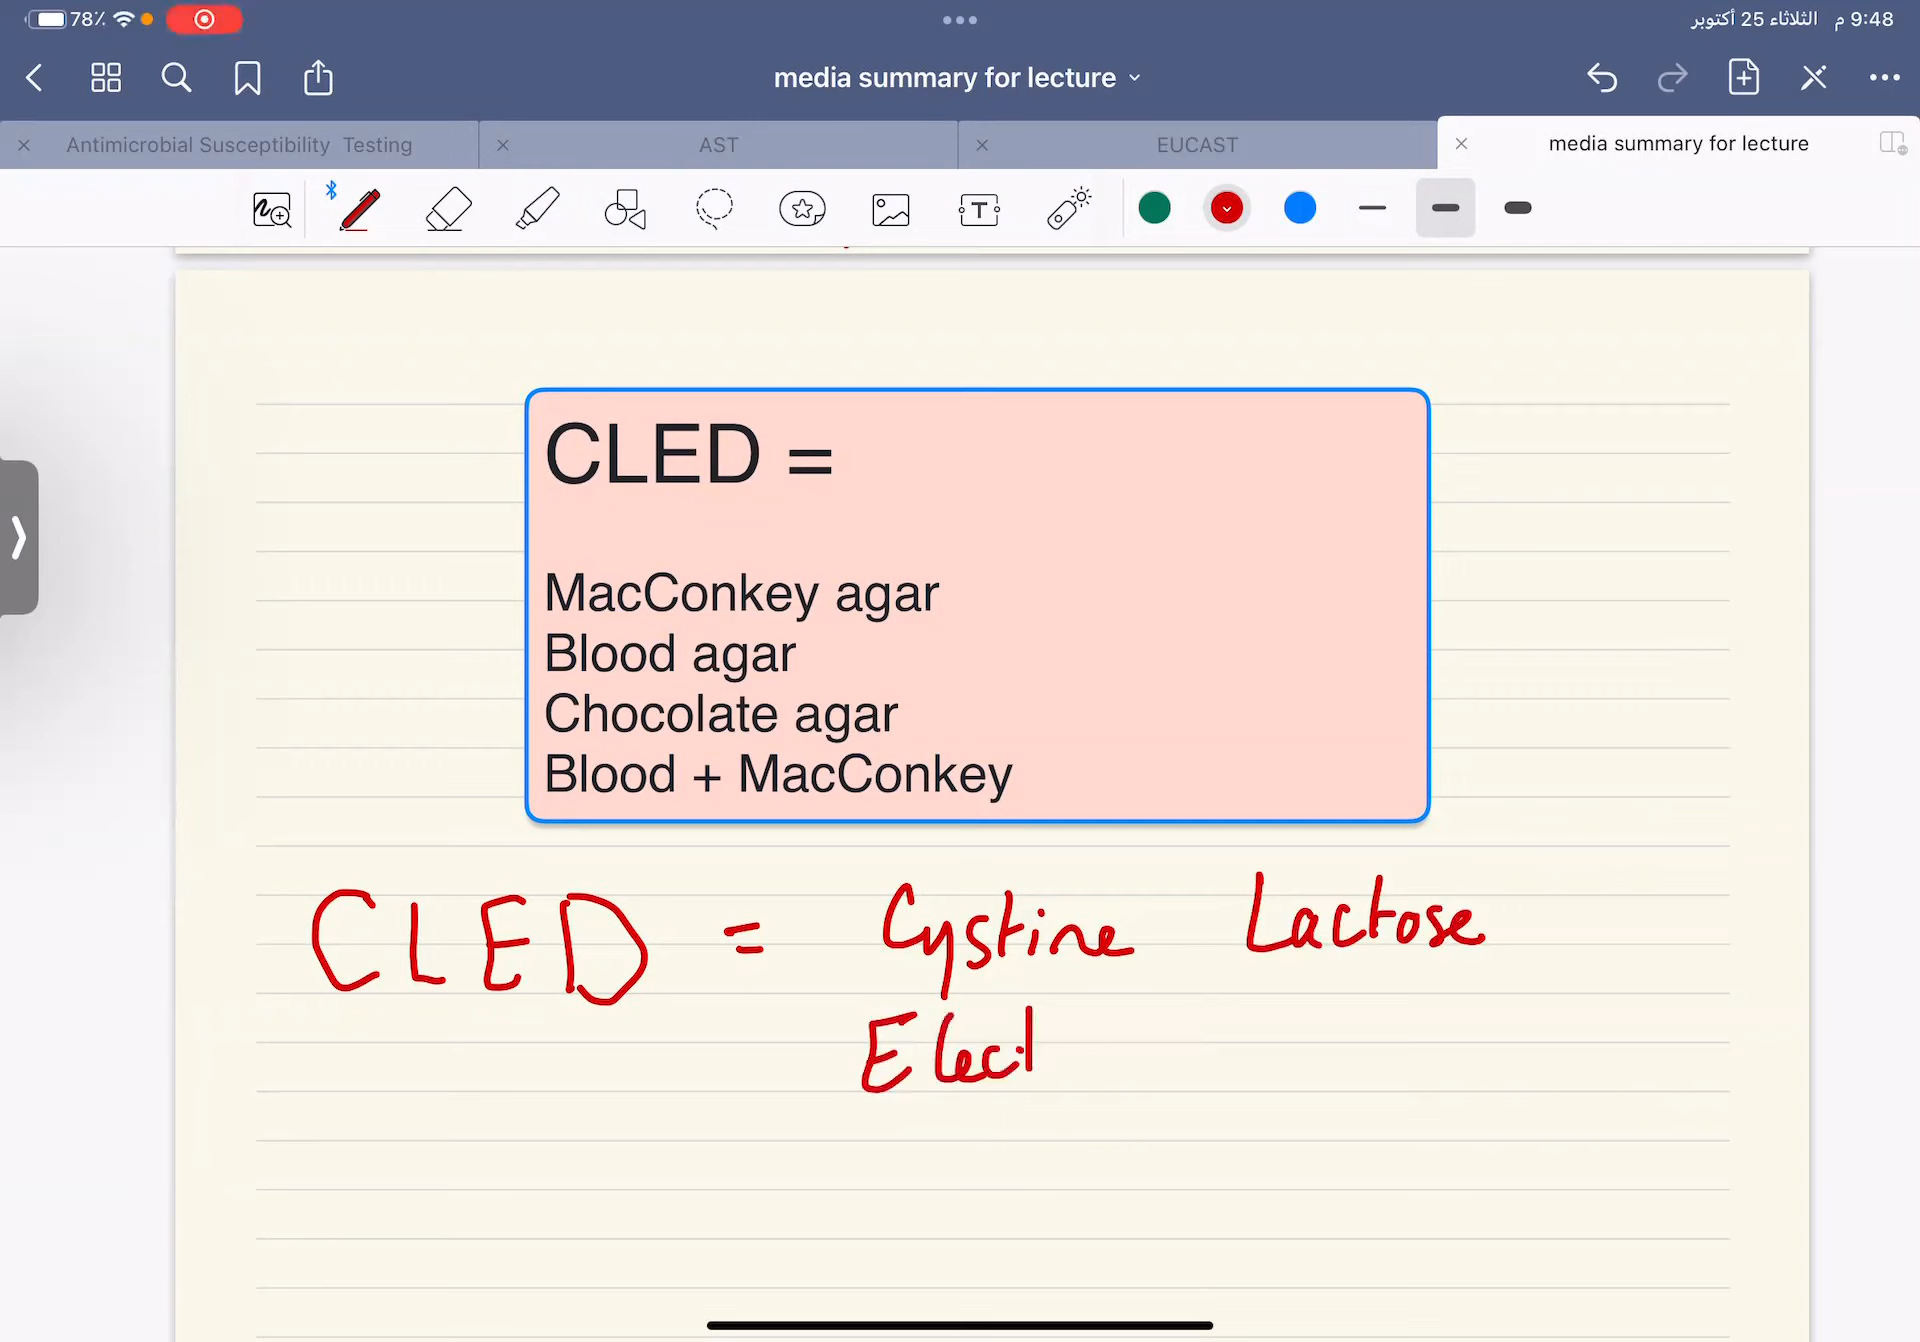 78٪ 9:48 م الثلاثاء 25 أكتوبر
media summary for lecture
Antimicrobial Susceptibility Testing AST EUCAST media summary for lecture
T
CLED =
MacConkey agar
Blood agar
Chocolate agar
Blood + MacConkey
CLED = Cystine Lactose
Elect